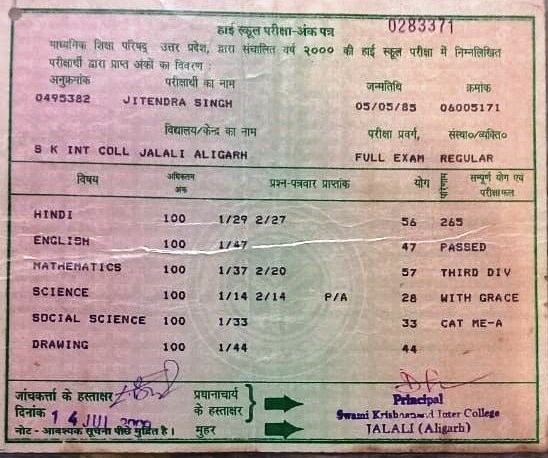 हाई स्कूल परीक्षा-अंक पत्र 0283371
माध्यमिक शिक्षा परिषद् उत्तर प्रदेश, द्वारा संचालित वर्ष २००० की हाई स्कूल परीक्षा में निम्नलिखित
परीक्षार्थी द्वारा प्राप्त अंकों का विवरण :
अनुक्रमांक परीक्षार्थी का नाम जन्मतिथि क्रमांक
0495382 JITENDRA SINGH 05/05/85 06005171
विद्यालय/केन्द्र का नाम परीक्षा प्रवर्ग, संस्था०/व्यक्ति०
S K INT COLL JALALI ALIGARH FULL EXAM REGULAR
विषय अधिकतम अंक प्रश्न-पत्रवार प्राप्तांक योग परिणाम सम्पूर्ण योग एवं परीक्षाफल
HINDI 100 1/29 2/27 56 265
ENGLISH 100 1/47 47 PASSED
MATHEMATICS 100 1/37 2/20 57 THIRD DIV
SCIENCE 100 1/14 2/14 P/A 28 WITH GRACE
SOCIAL SCIENCE 100 1/33 33 CAT ME-A
DRAWING 100 1/44 44
जांचकर्त्ता के हस्ताक्षर प्रधानाचार्य के हस्ताक्षर
Principal
दिनांक 14 JUL 2000
Swami Krishnanand Inter College
नोट - आवश्यक सूचना पीछे मुद्रित है। मुहर JALALI (Aligarh)